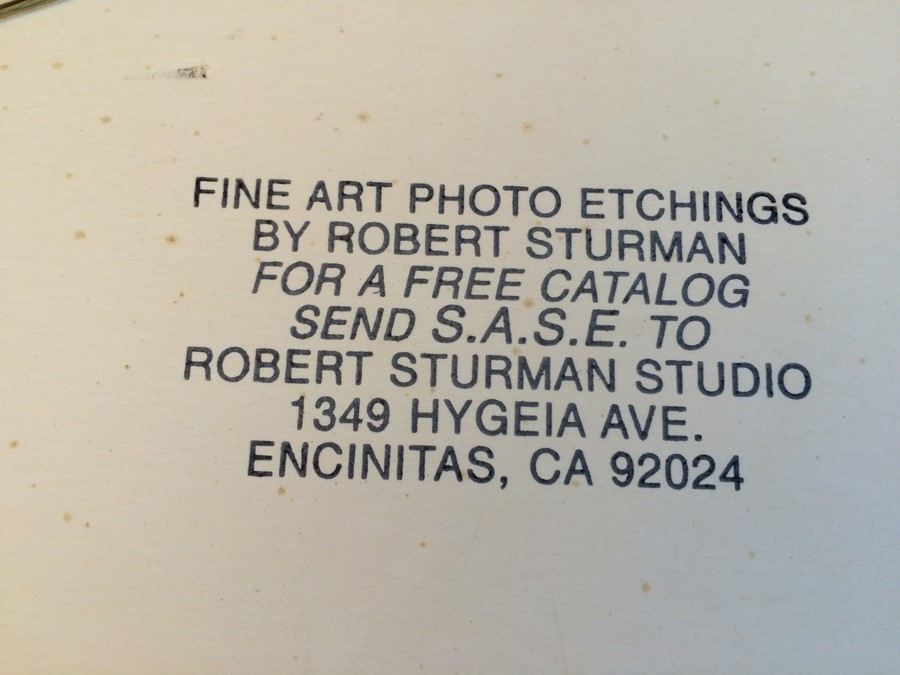 FINE ART PHOTO ETCHINGS
BY ROBERT STURMAN
FOR A FREE CATALOG
SEND S.A.S.E. TO
ROBERT STURMAN STUDIO
1349 HYGEIA AVE.
ENCINITAS, CA 92024